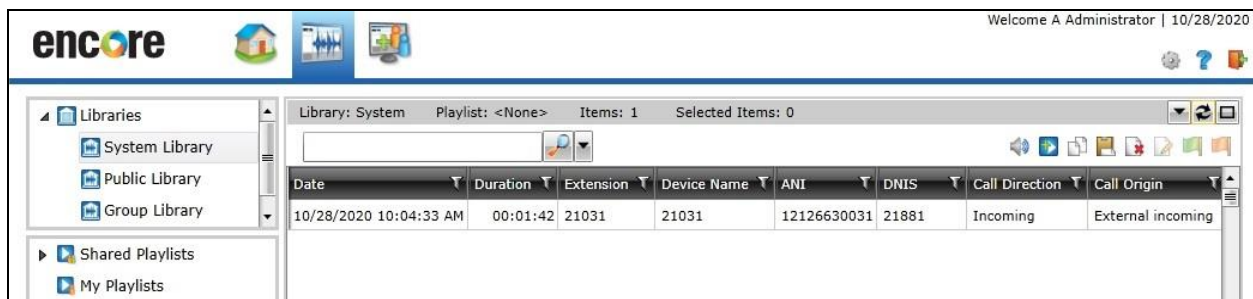 Welcome A Administrator | 10/28/2020
encore
Libraries
System Library
Public Library
Group Library
Shared Playlists
My Playlists
Library: System Playlist: <None> Items: 1 Selected Items: 0
Date Duration Extension Device Name ANI DNIS Call Direction Call Origin
10/28/2020 10:04:33 AM 00:01:42 21031 21031 12126630031 21881 Incoming External incoming